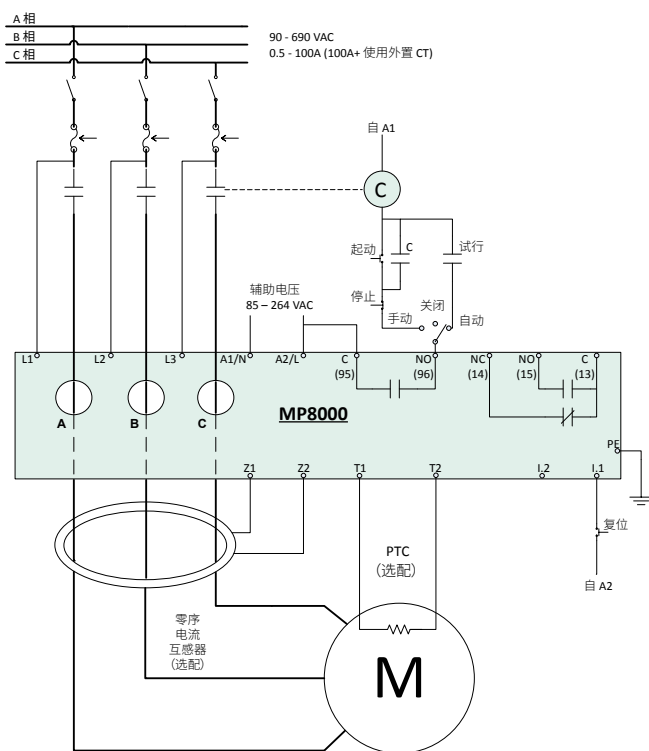 A 相
B 相
C 相
90 - 690 VAC
0.5 - 100A (100A+ 使用外置 CT)
自 A1
C
起动
C
试行
停止
手动
关闭
自动
辅助电压
85 – 264 VAC
L1
L2
L3
A1/N
A2/L
C
(95)
NO
(96)
NC
(14)
NO
(15)
C
(13)
A
B
C
MP8000
PE
Z1
Z2
T1
T2
I.2
I.1
复位
自 A2
PTC
(选配)
零序
电流
互感器
(选配)
M